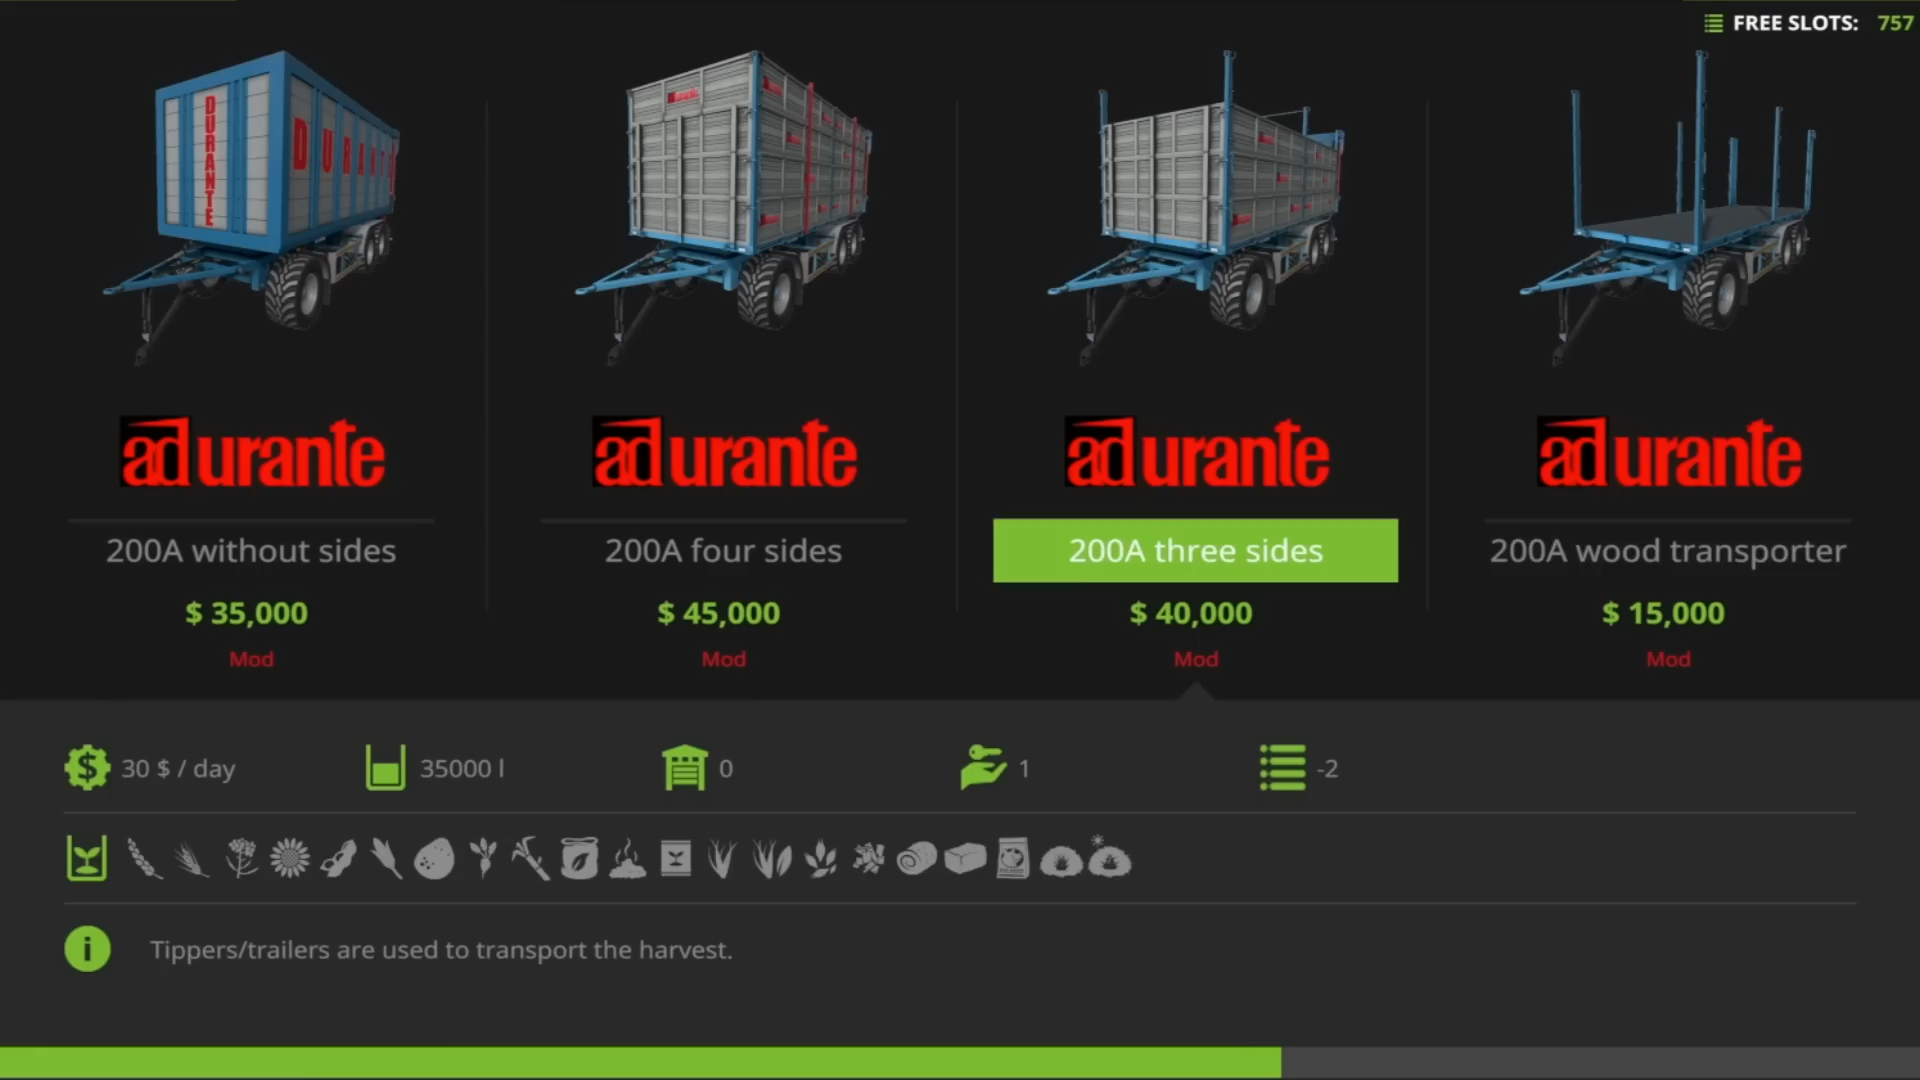 FREE SLOTS: 757
DURANTE
DURANTE
adurante
adurante
adurante
adurante
200A without sides
200A four sides
200A three sides
200A wood transporter
$ 35,000
$ 45,000
$ 40,000
$ 15,000
Mod
Mod
Mod
Mod
30 $ / day
35000 l
0
1
-2
Tippers/trailers are used to transport the harvest.